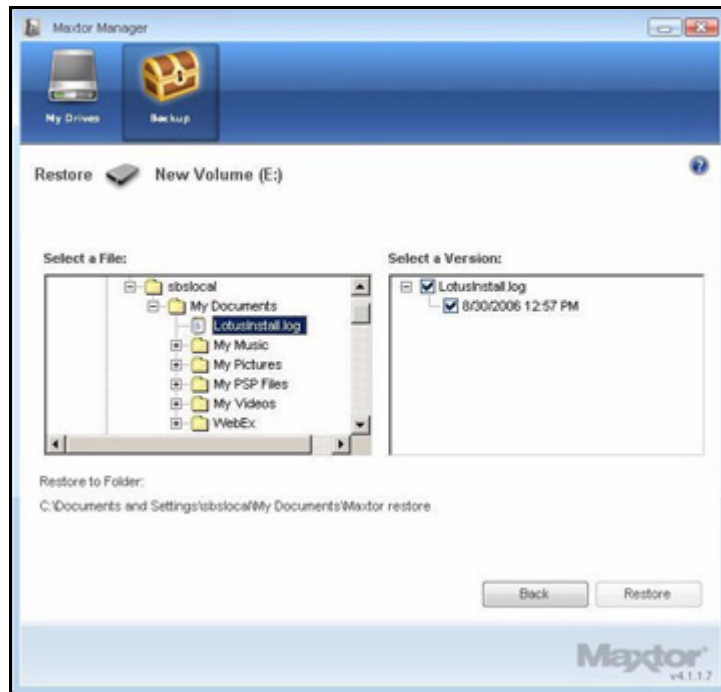 Maxtor Manager
My Drives
Backup
Restore New Volume (E:)
Select a File:
sbslocal
My Documents
LotusInstall.log
My Music
My Pictures
My PSP Files
My Videos
WebEx
Select a Version:
LotusInstall.log
8/30/2006 12:57 PM
Restore to Folder:
C:\Documents and Settings\sbslocal\My Documents\Maxtor restore
Back
Restore
Maxtor
v4.1.1.7